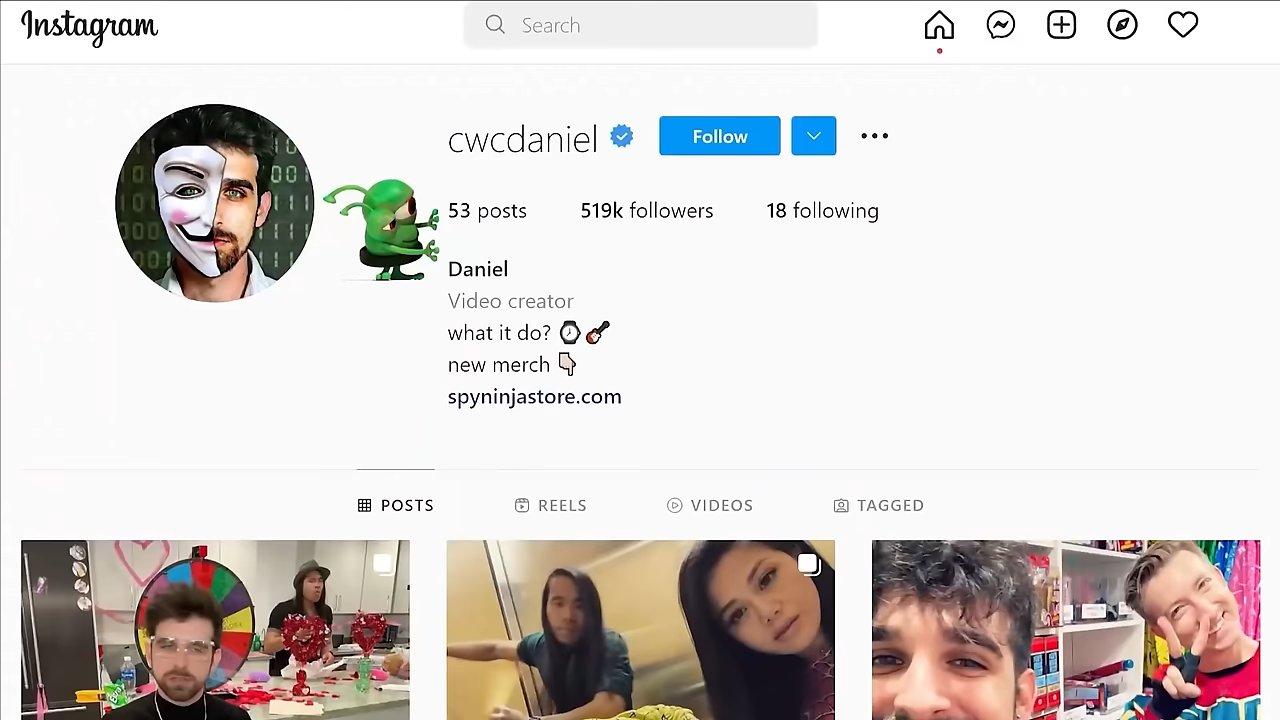 Instagram
Search
cwcdaniel
Follow
53 posts 519k followers 18 following
Daniel
Video creator
what it do? ⌚🎸
new merch 👇🏻
spyninjastore.com
POSTS REELS VIDEOS TAGGED